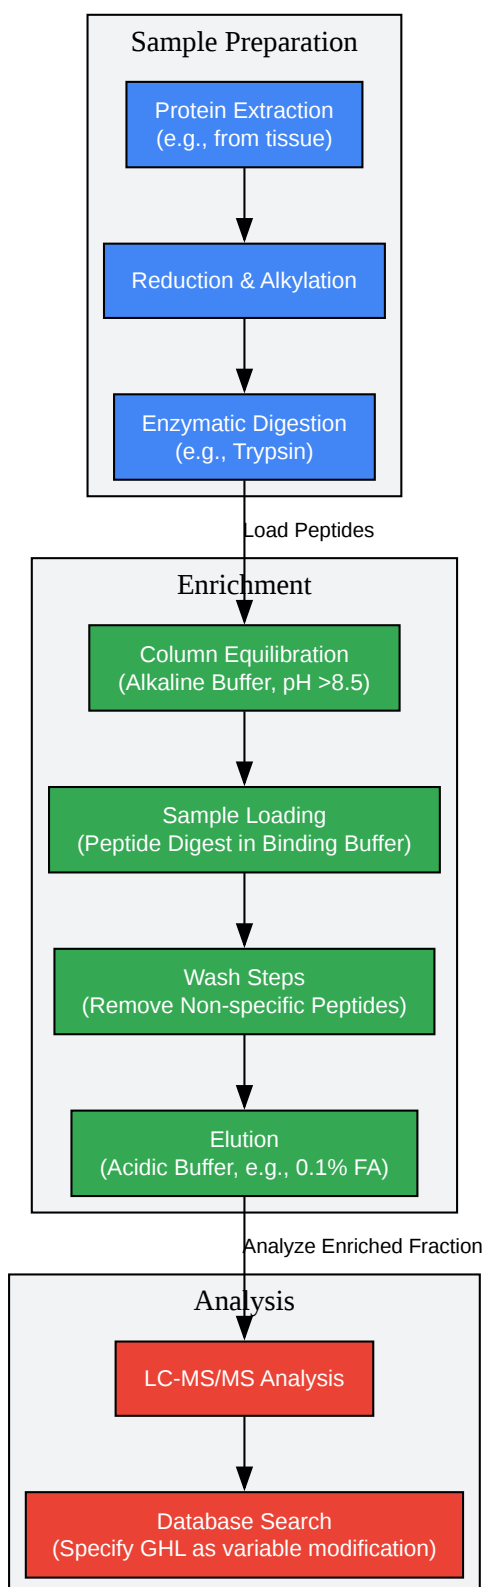 Sample Preparation
Protein Extraction
(e.g., from tissue)
Reduction & Alkylation
Enzymatic Digestion
(e.g., Trypsin)
Load Peptides
Enrichment
Column Equilibration
(Alkaline Buffer, pH >8.5)
Sample Loading
(Peptide Digest in Binding Buffer)
Wash Steps
(Remove Non-specific Peptides)
Elution
(Acidic Buffer, e.g., 0.1% FA)
Analyze Enriched Fraction
Analysis
LC-MS/MS Analysis
Database Search
(Specify GHL as variable modification)